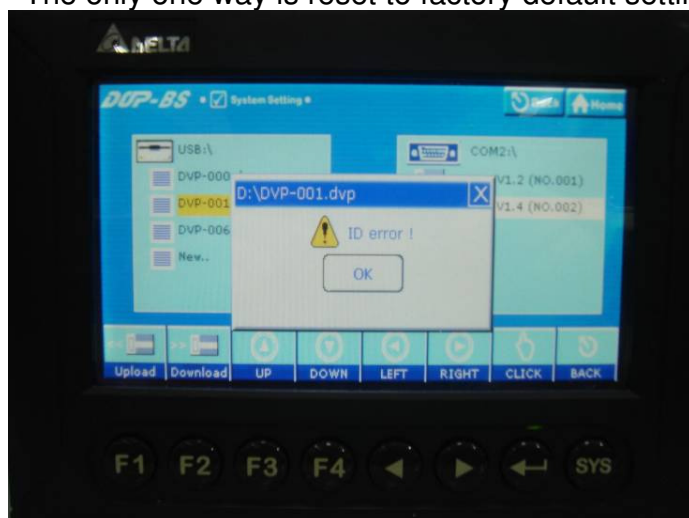 The only one way is reset to factory default settin
DELTA
DOP-BS • System Setting •
Back
Home
USB:\
COM2:\
DVP-000
V1.2 (NO.001)
DVP-001
V1.4 (NO.002)
DVP-006
New..
D:\DVP-001.dvp
X
ID error !
OK
<<
>>
Upload
Download
UP
DOWN
LEFT
RIGHT
CLICK
BACK
F1
F2
F3
F4
SYS